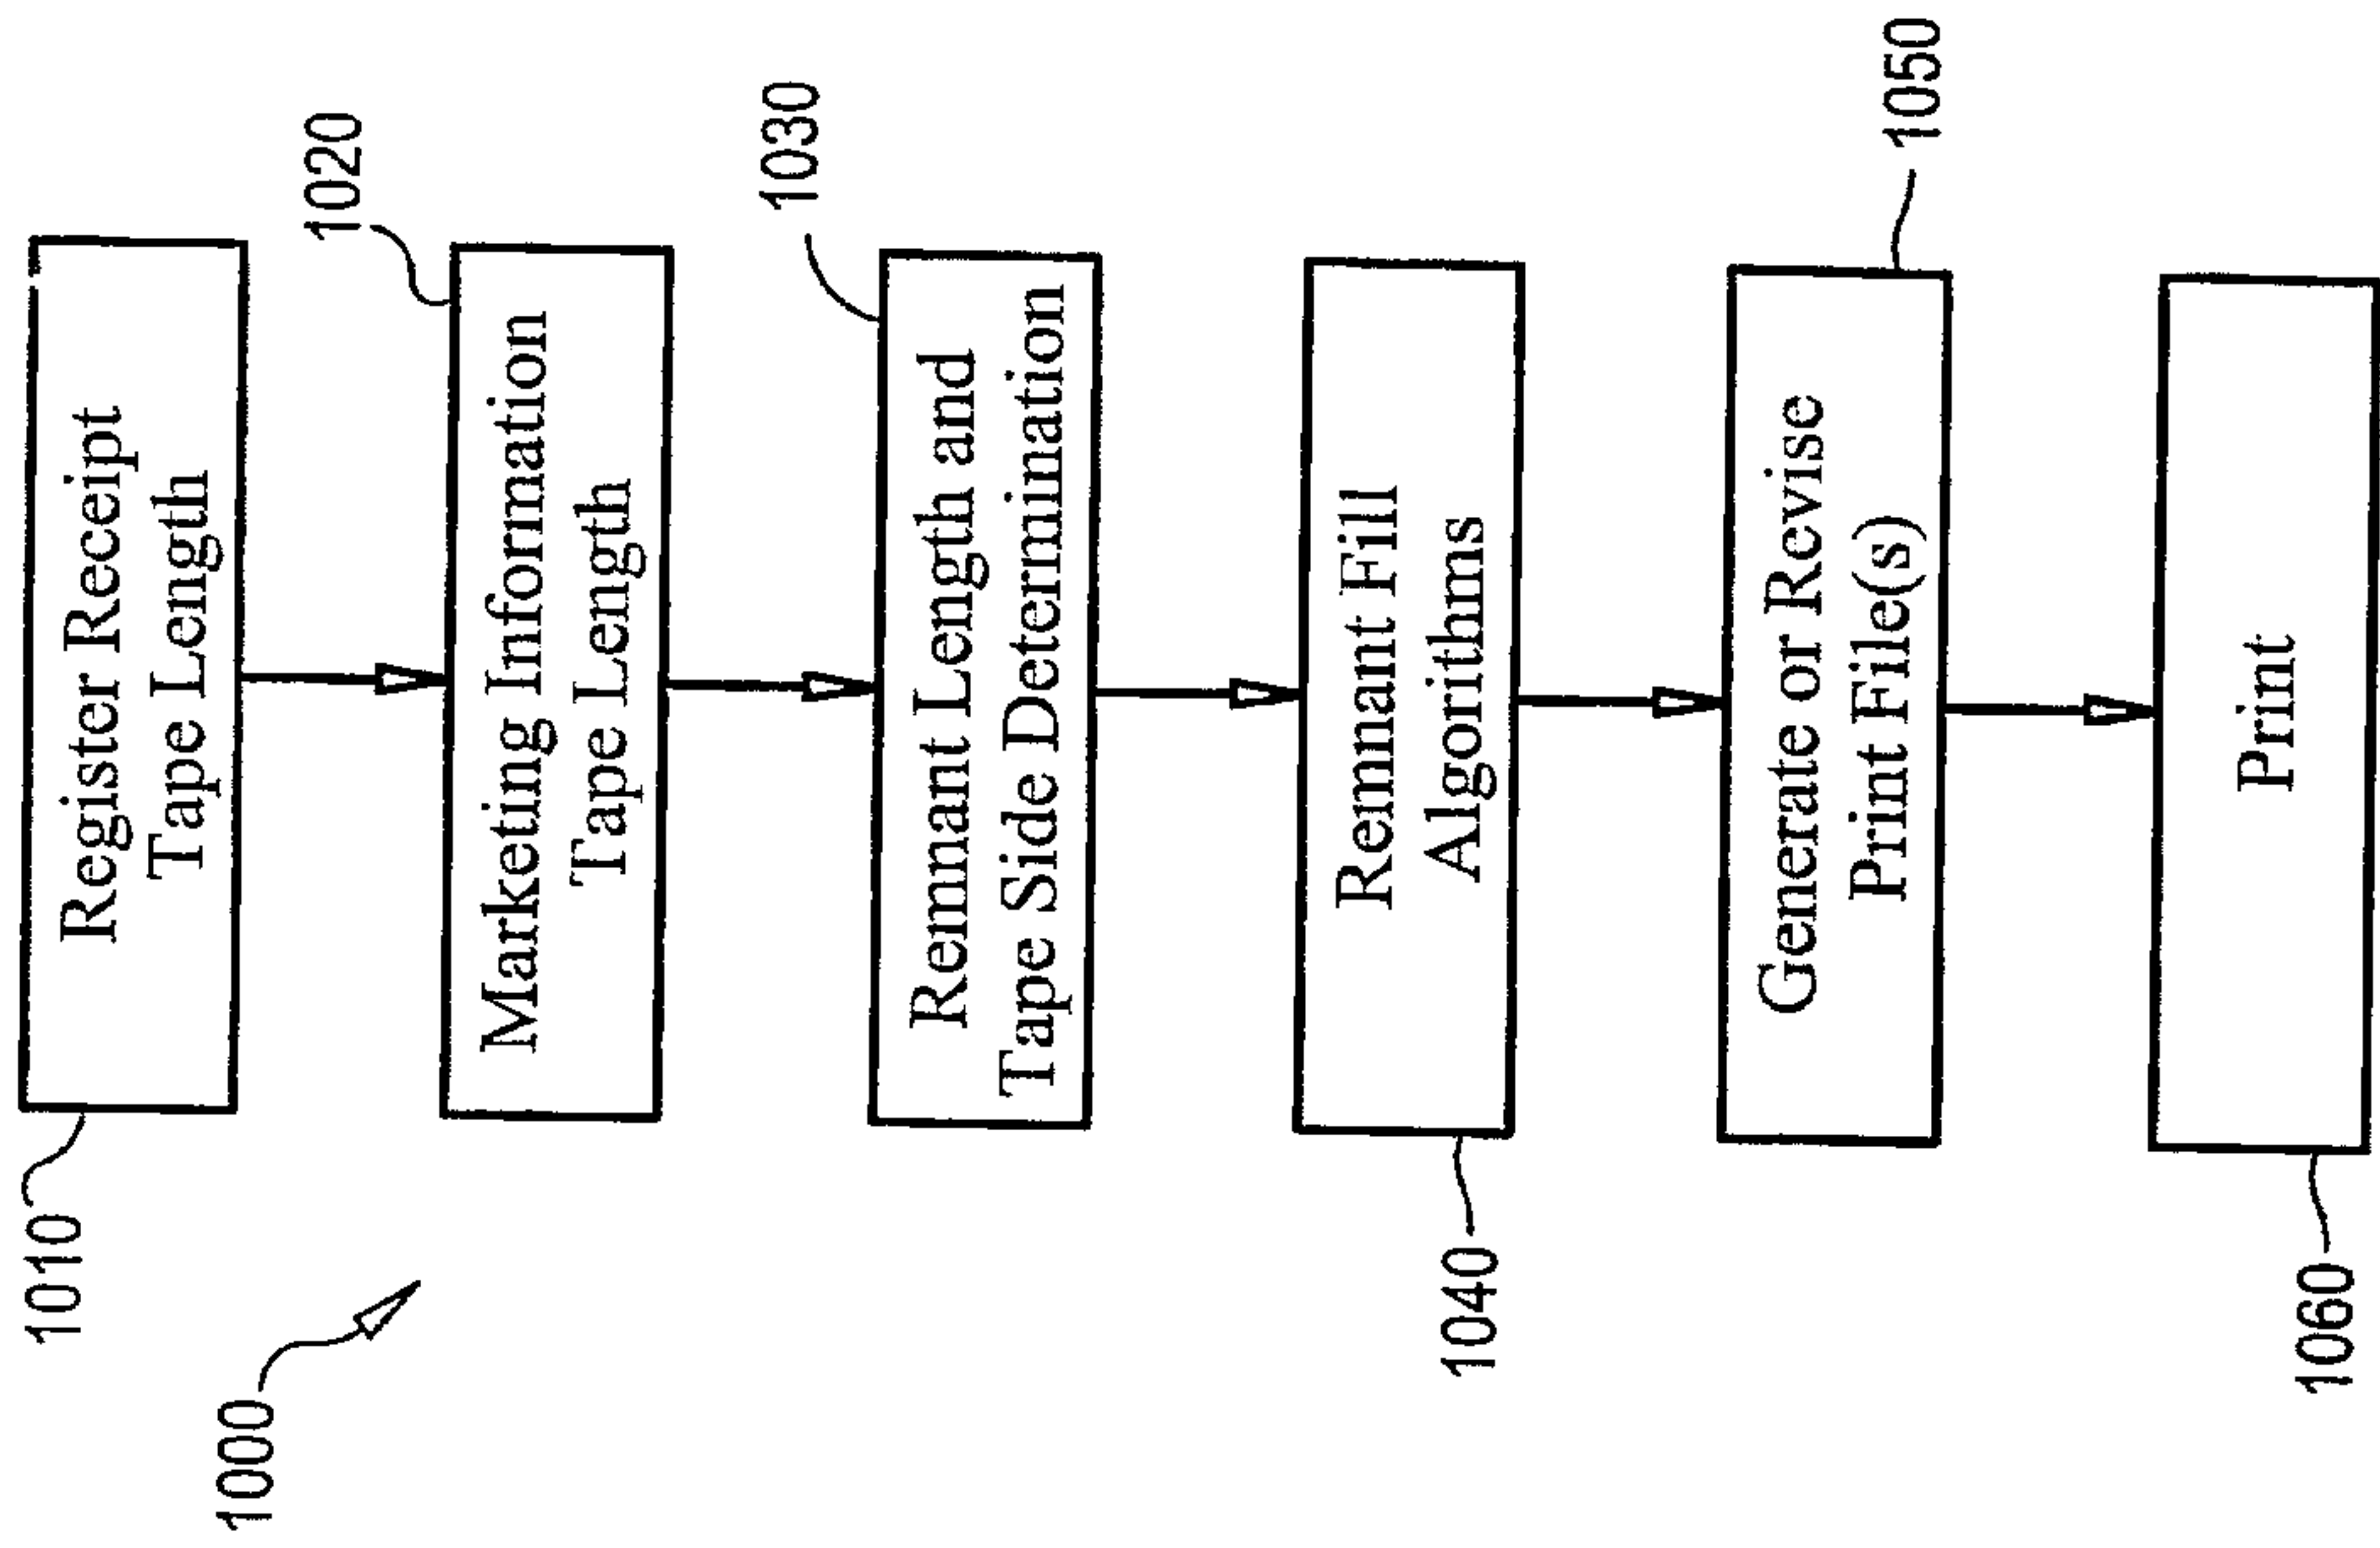 1000
1010
Register Receipt
Tape Length
1020
Marketing Information
Tape Length
1030
Remnant Length and
Tape Side Determination
1040
Remnant Fill
Algorithms
1050
Generate or Revise
Print File(s)
1060
Print